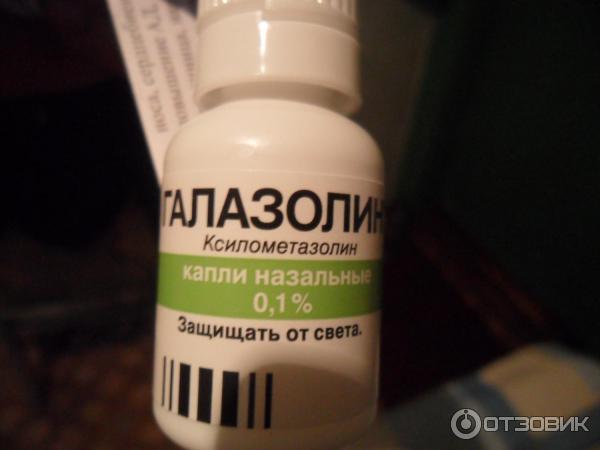 ГАЛАЗОЛИН
Ксилометазолин
капли назальные
0,1%
Защищать от света.
ОТЗОВИК